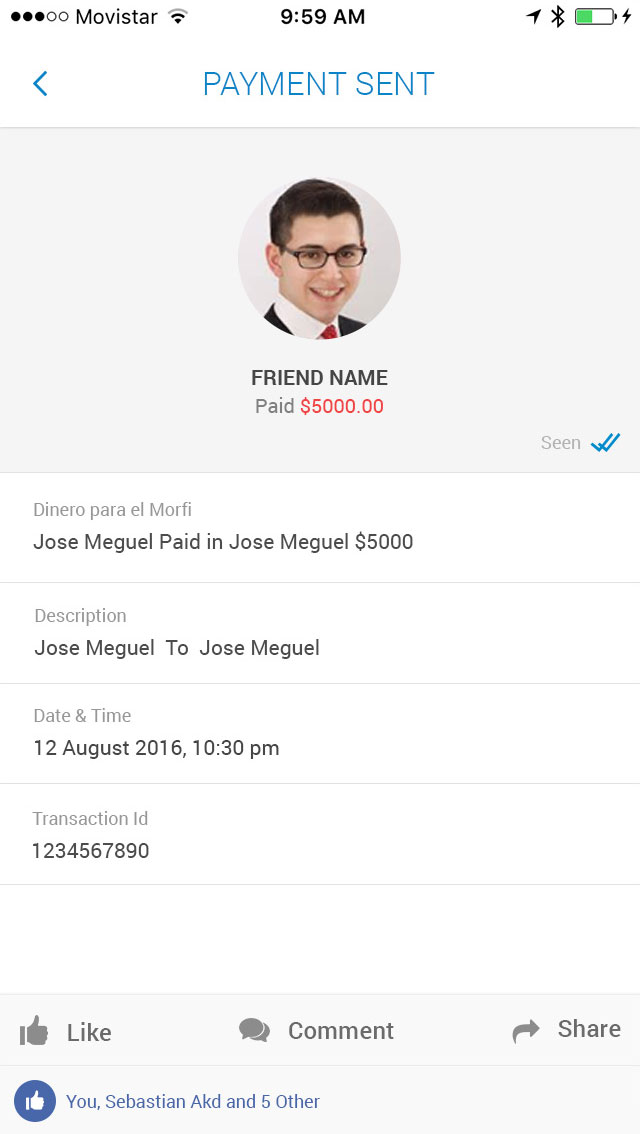 Movistar 9:59 AM
PAYMENT SENT
FRIEND NAME
Paid $5000.00
Seen
Dinero para el Morfi
Jose Meguel Paid in Jose Meguel $5000
Description
Jose Meguel To Jose Meguel
Date & Time
12 August 2016, 10:30 pm
Transaction Id
1234567890
Like Comment Share
You, Sebastian Akd and 5 Other